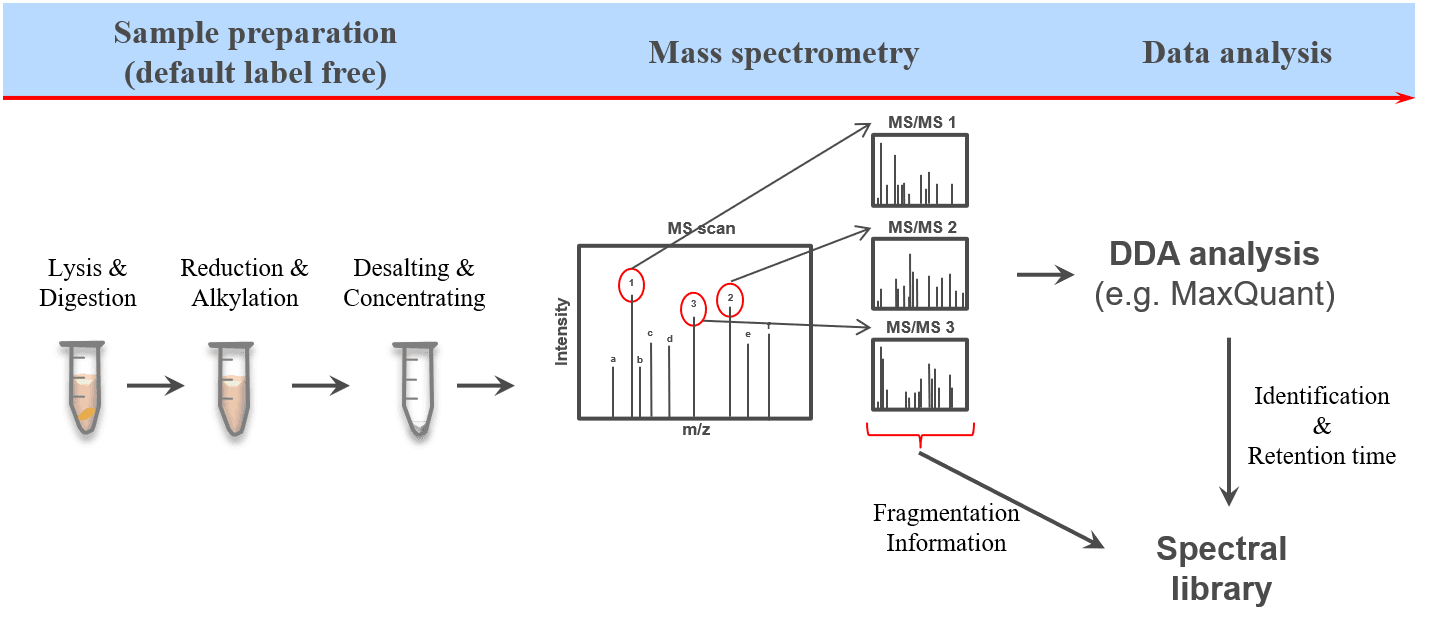 Sample preparation
(default label free)
Mass spectrometry
Data analysis
Lysis &
Digestion
Reduction &
Alkylation
Desalting &
Concentrating
MS scan
Intensity
m/z
a
1
b
c
d
3
2
e
f
MS/MS 1
MS/MS 2
MS/MS 3
DDA analysis
(e.g. MaxQuant)
Identification
&
Retention time
Fragmentation
Information
Spectral
library